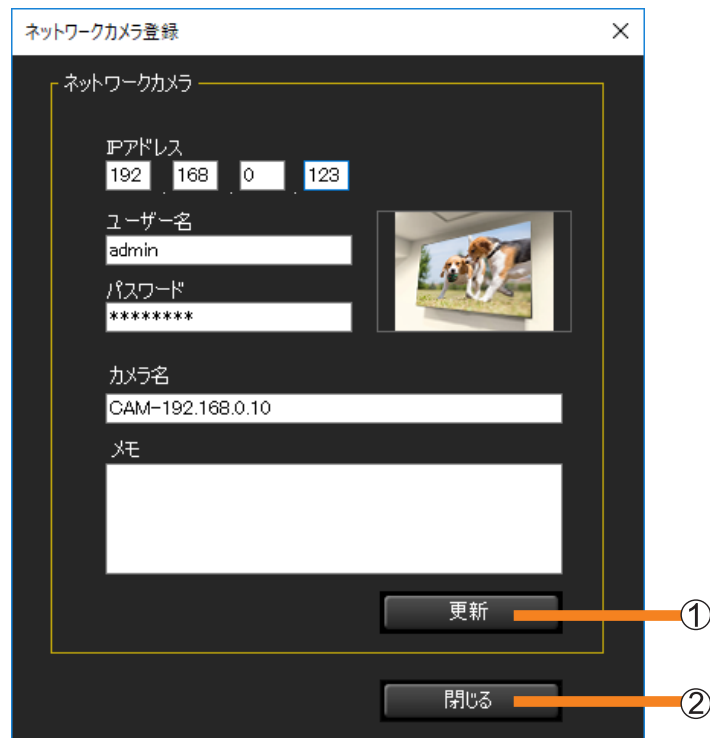 ネットワークカメラ登録
ネットワークカメラ
IPアドレス
192 . 168 . 0 . 123
ユーザー名
admin
パスワード
********
カメラ名
CAM-192.168.0.10
メモ
更新 ①
閉じる ②